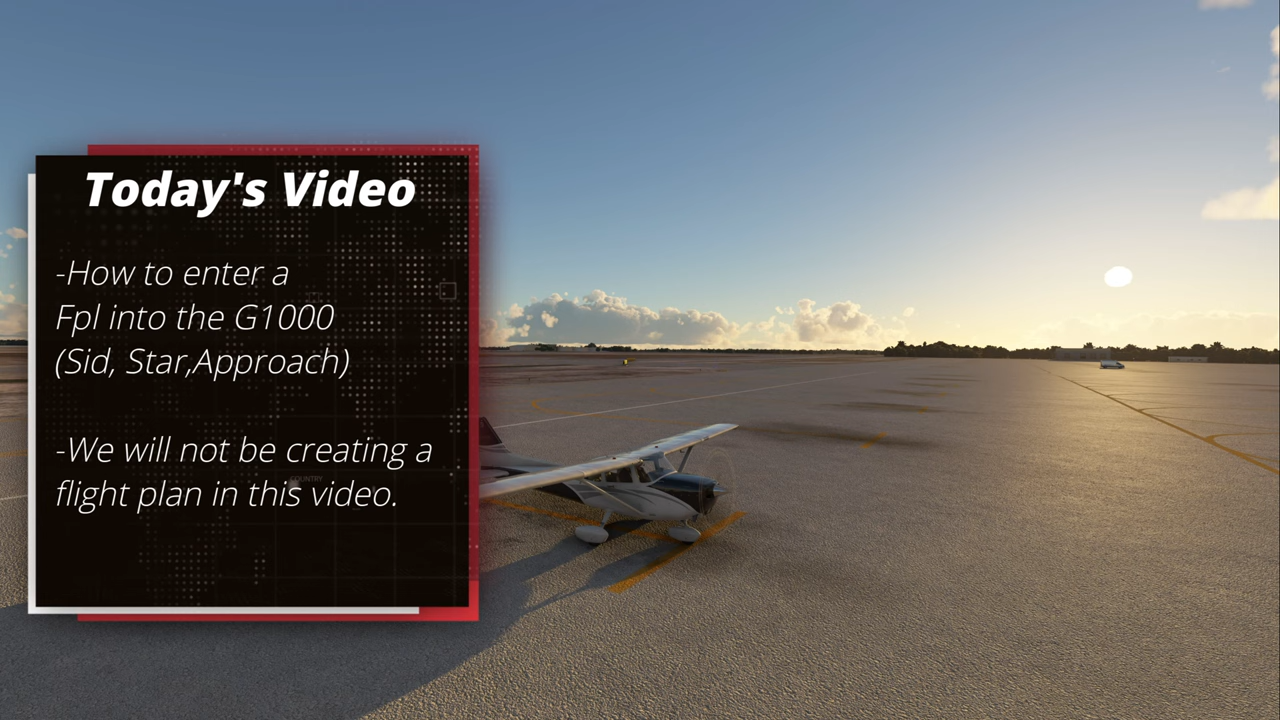 Today's Video
-How to enter a
Fpl into the G1000
(Sid, Star,Approach)
-We will not be creating a
flight plan in this video.